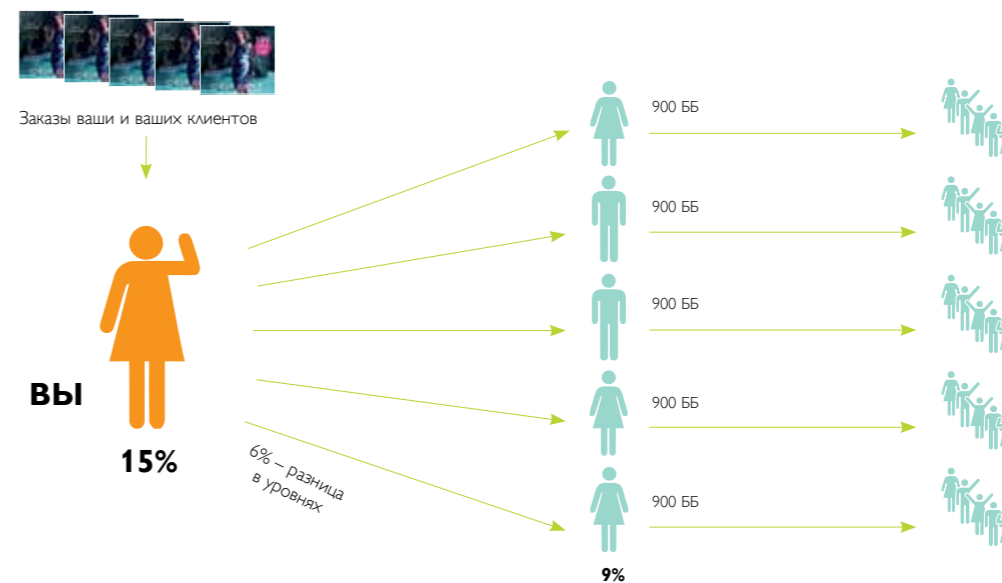 Заказы ваши и ваших клиентов
900 ББ
900 ББ
900 ББ
900 ББ
900 ББ
ВЫ
15%
6% – разница
в уровнях
9%